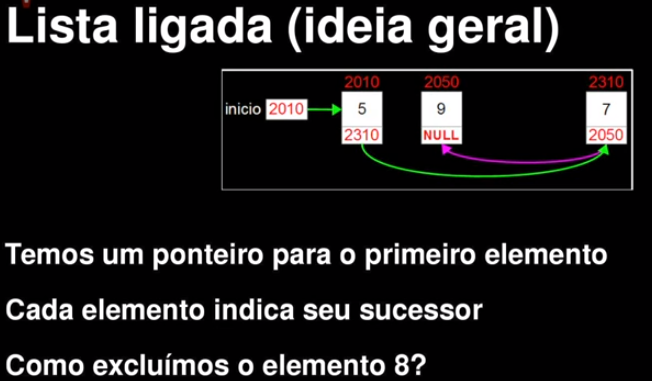 Lista ligada (ideia geral)
2010 2050 2310
inicio 2010 5 9 7
2310 NULL 2050
Temos um ponteiro para o primeiro elemento
Cada elemento indica seu sucessor
Como excluímos o elemento 8?